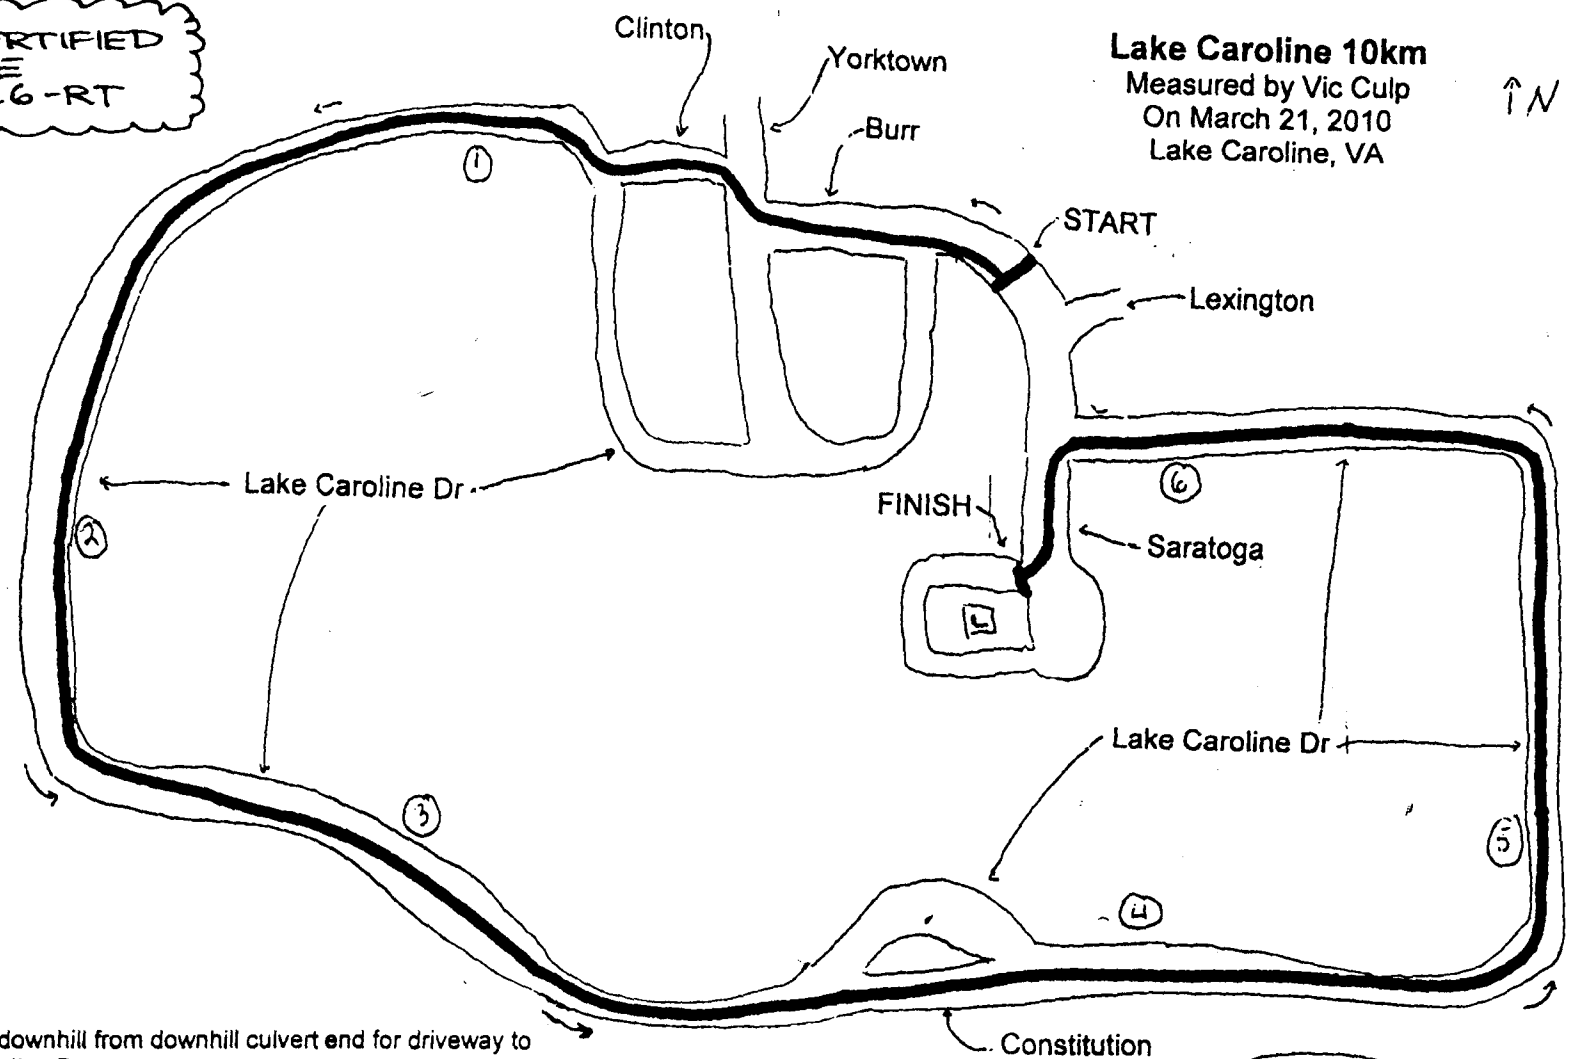 RTIFIED
6-RT
Clinton
Yorktown
Burr
Lake Caroline 10km
Measured by Vic Culp
On March 21, 2010
Lake Caroline, VA
↑N
START
Lexington
1
2
Lake Caroline Dr
FINISH
6
Saratoga
L
Lake Caroline Dr
3
5
4
downhill from downhill culvert end for driveway to
Constitution